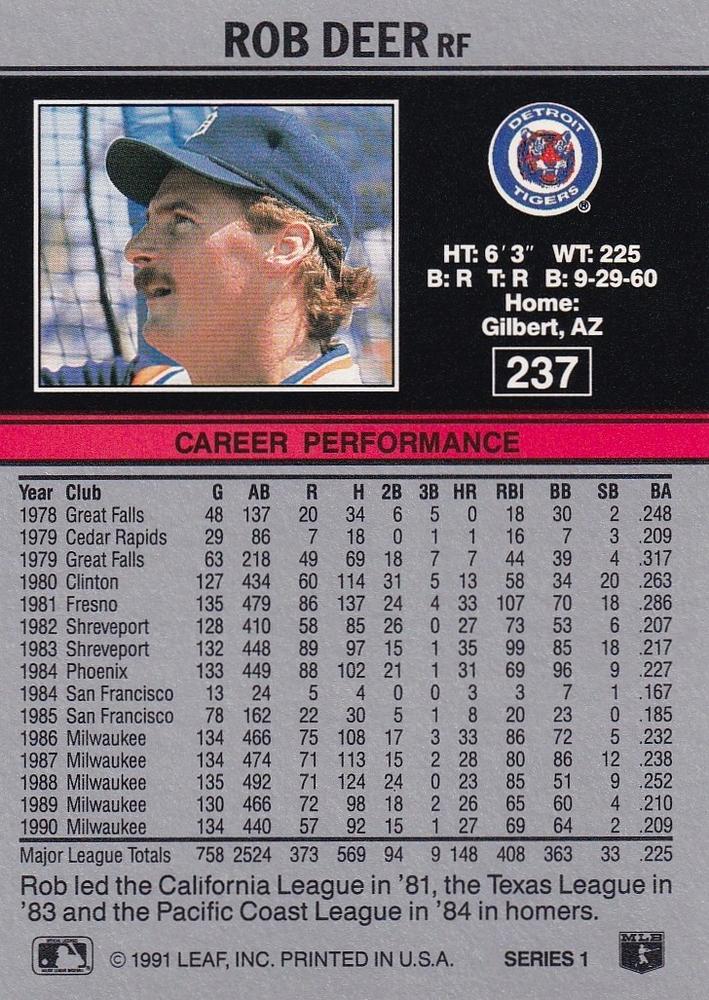 ROB DEER RF
DETROIT
TIGERS
®
HT: 6'3" WT: 225
B: R T: R B: 9-29-60
Home:
Gilbert, AZ
237
CAREER PERFORMANCE
Year Club G AB R H 2B 3B HR RBI BB SB BA
1978 Great Falls 48 137 20 34 6 5 0 18 30 2 .248
1979 Cedar Rapids 29 86 7 18 0 1 1 16 7 3 .209
1979 Great Falls 63 218 49 69 18 7 7 44 39 4 .317
1980 Clinton 127 434 60 114 31 5 13 58 34 20 .263
1981 Fresno 135 479 86 137 24 4 33 107 70 18 .286
1982 Shreveport 128 410 58 85 26 0 27 73 53 6 .207
1983 Shreveport 132 448 89 97 15 1 35 99 85 18 .217
1984 Phoenix 133 449 88 102 21 1 31 69 96 9 .227
1984 San Francisco 13 24 5 4 0 0 3 3 7 1 .167
1985 San Francisco 78 162 22 30 5 1 8 20 23 0 .185
1986 Milwaukee 134 466 75 108 17 3 33 86 72 5 .232
1987 Milwaukee 134 474 71 113 15 2 28 80 86 12 .238
1988 Milwaukee 135 492 71 124 24 0 23 85 51 9 .252
1989 Milwaukee 130 466 72 98 18 2 26 65 60 4 .210
1990 Milwaukee 134 440 57 92 15 1 27 69 64 2 .209
Major League Totals 758 2524 373 569 94 9 148 408 363 33 .225
Rob led the California League in '81, the Texas League in
'83 and the Pacific Coast League in '84 in homers.
© 1991 LEAF, INC. PRINTED IN U.S.A. SERIES 1
MLB